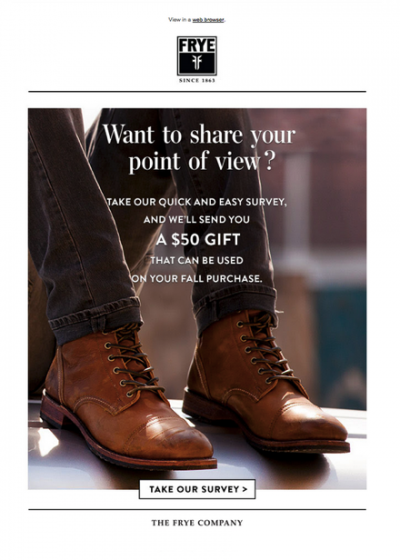 View in a web browser.
FRYE
SINCE 1863
Want to share your
point of view?
TAKE OUR QUICK AND EASY SURVEY,
AND WE'LL SEND YOU
A $50 GIFT
THAT CAN BE USED
ON YOUR FALL PURCHASE.
TAKE OUR SURVEY >
THE FRYE COMPANY